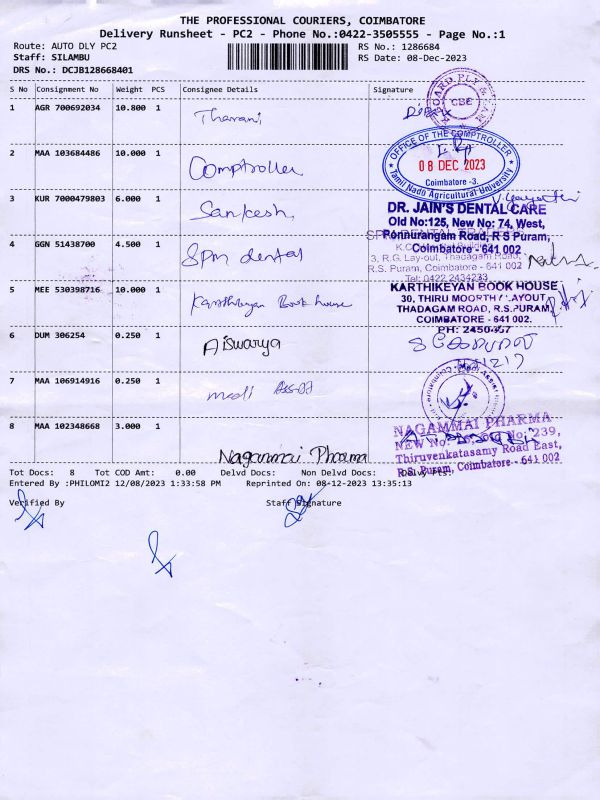 THE PROFESSIONAL COURIERS, COIMBATORE
Delivery Runsheet - PC2 - Phone No.:0422-3505555 - Page No.:1
Route: AUTO DLY PC2
RS No.: 1286684
Staff: SILAMBU
RS Date: 08-Dec-2023
DRS No.: DCJB128668401
S No Consignment No Weight PCS Consignee Details Signature
1 AGR 700692034 10.800 1 Tharani
CBE
OFFICE OF THE COMPTROLLER
2 MAA 103684486 10.000 1 Comptroller
08 DEC 2023
Coimbatore -3
Tamil Nadu Agricultural University
3 KUR 7000479803 6.000 1 Sankesh
DR. JAIN'S DENTAL CARE
Old No:125, New No: 74, West,
Ponnurangam Road, R S Puram,
Coimbatore - 641 002
4 GGN 51438700 4.500 1 Spm dental
3, R.G. Lay-out, Thadagam Road,
R.S. Puram, Coimbatore - 641 002
Tel: 0422 2434233
5 MEE 530398716 10.000 1 Karthikeyan Book house
KARTHIKEYAN BOOK HOUSE
30, THIRU MOORTHY LAYOUT
THADAGAM ROAD, R.S.PURAM,
COIMBATORE - 641 002.
6 DUM 306254 0.250 1 Aiswarya
7 MAA 106914916 0.250 1
8 MAA 102348668 3.000 1 Nagammai Pharma
NAGAMMAI PHARMA
NEW No: 239,
Thiruvenkatasamy Road East,
R.S. Puram, Coimbatore - 641 002
Tot Docs: 8 Tot COD Amt: 0.00 Delvd Docs: Non Delvd Docs: Delvy Pts:
Entered By :PHILOMI2 12/08/2023 1:33:58 PM Reprinted On: 08-12-2023 13:35:13
Verified By Staff Signature